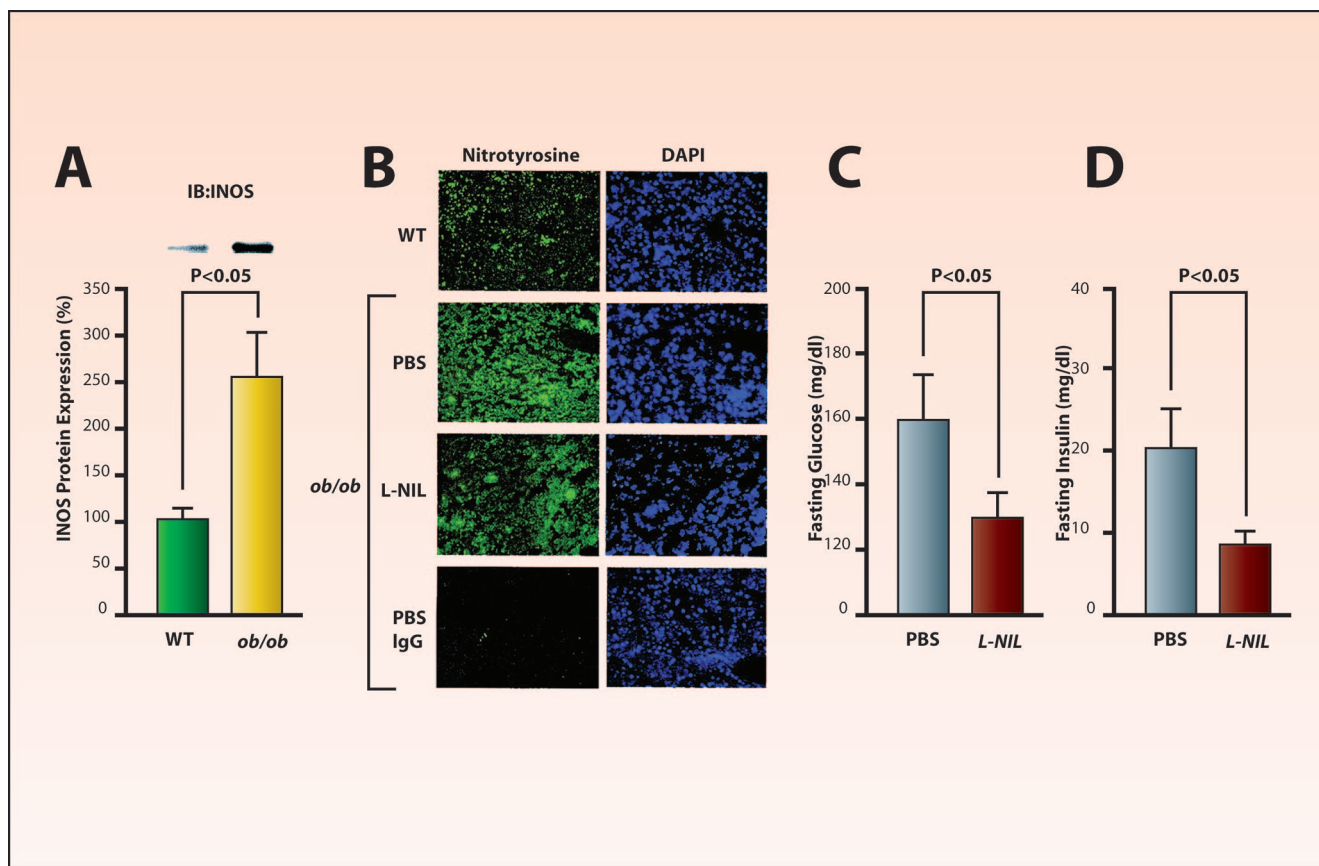 A
IB:INOS
P<0.05
INOS Protein Expression (%)
350
300
250
200
150
100
50
0
WT
ob/ob
B
Nitrotyrosine
DAPI
WT
PBS
ob/ob
L-NIL
PBS
IgG
C
P<0.05
Fasting Glucose (mg/dl)
200
180
160
140
120
0
PBS
L-NIL
D
P<0.05
Fasting Insulin (mg/dl)
40
30
20
10
0
PBS
L-NIL